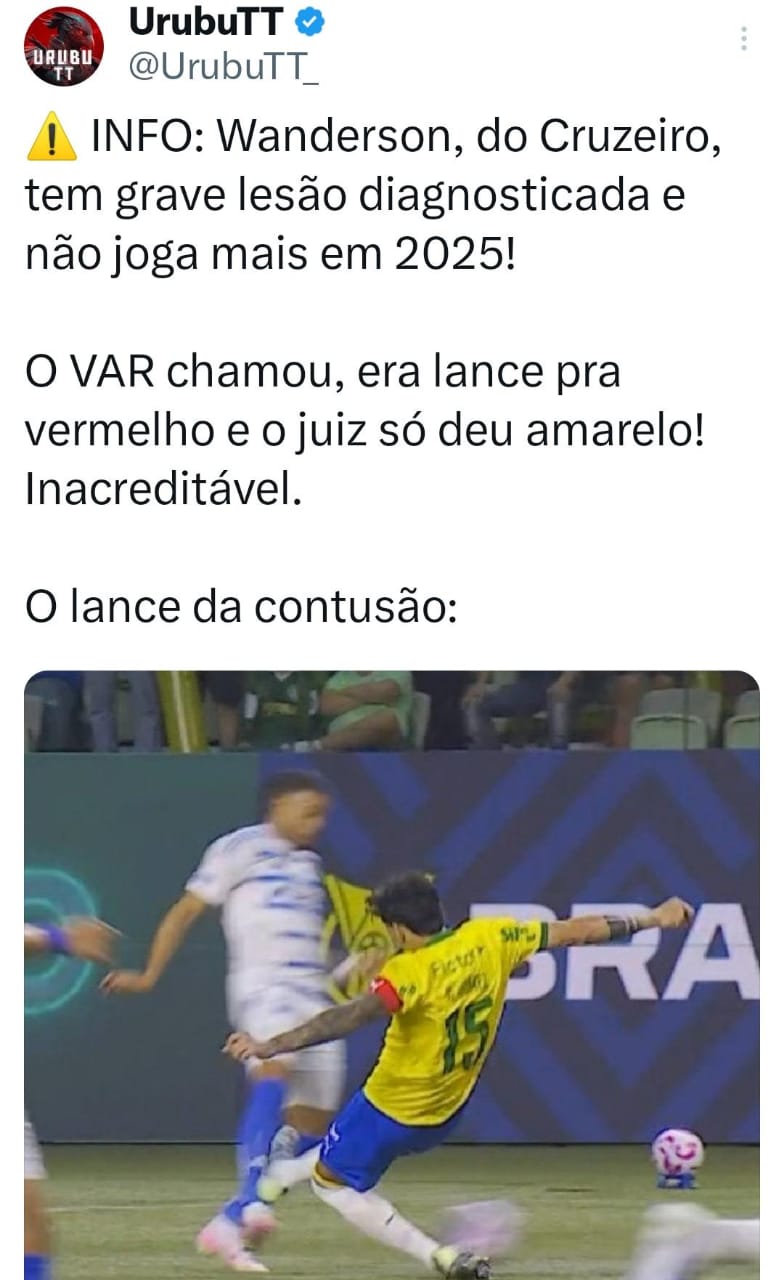 URUBU
TT
UrubuTT
@UrubuTT_
⚠️ INFO: Wanderson, do Cruzeiro,
tem grave lesão diagnosticada e
não joga mais em 2025!
O VAR chamou, era lance pra
vermelho e o juiz só deu amarelo!
Inacreditável.
O lance da contusão:
BRA
15